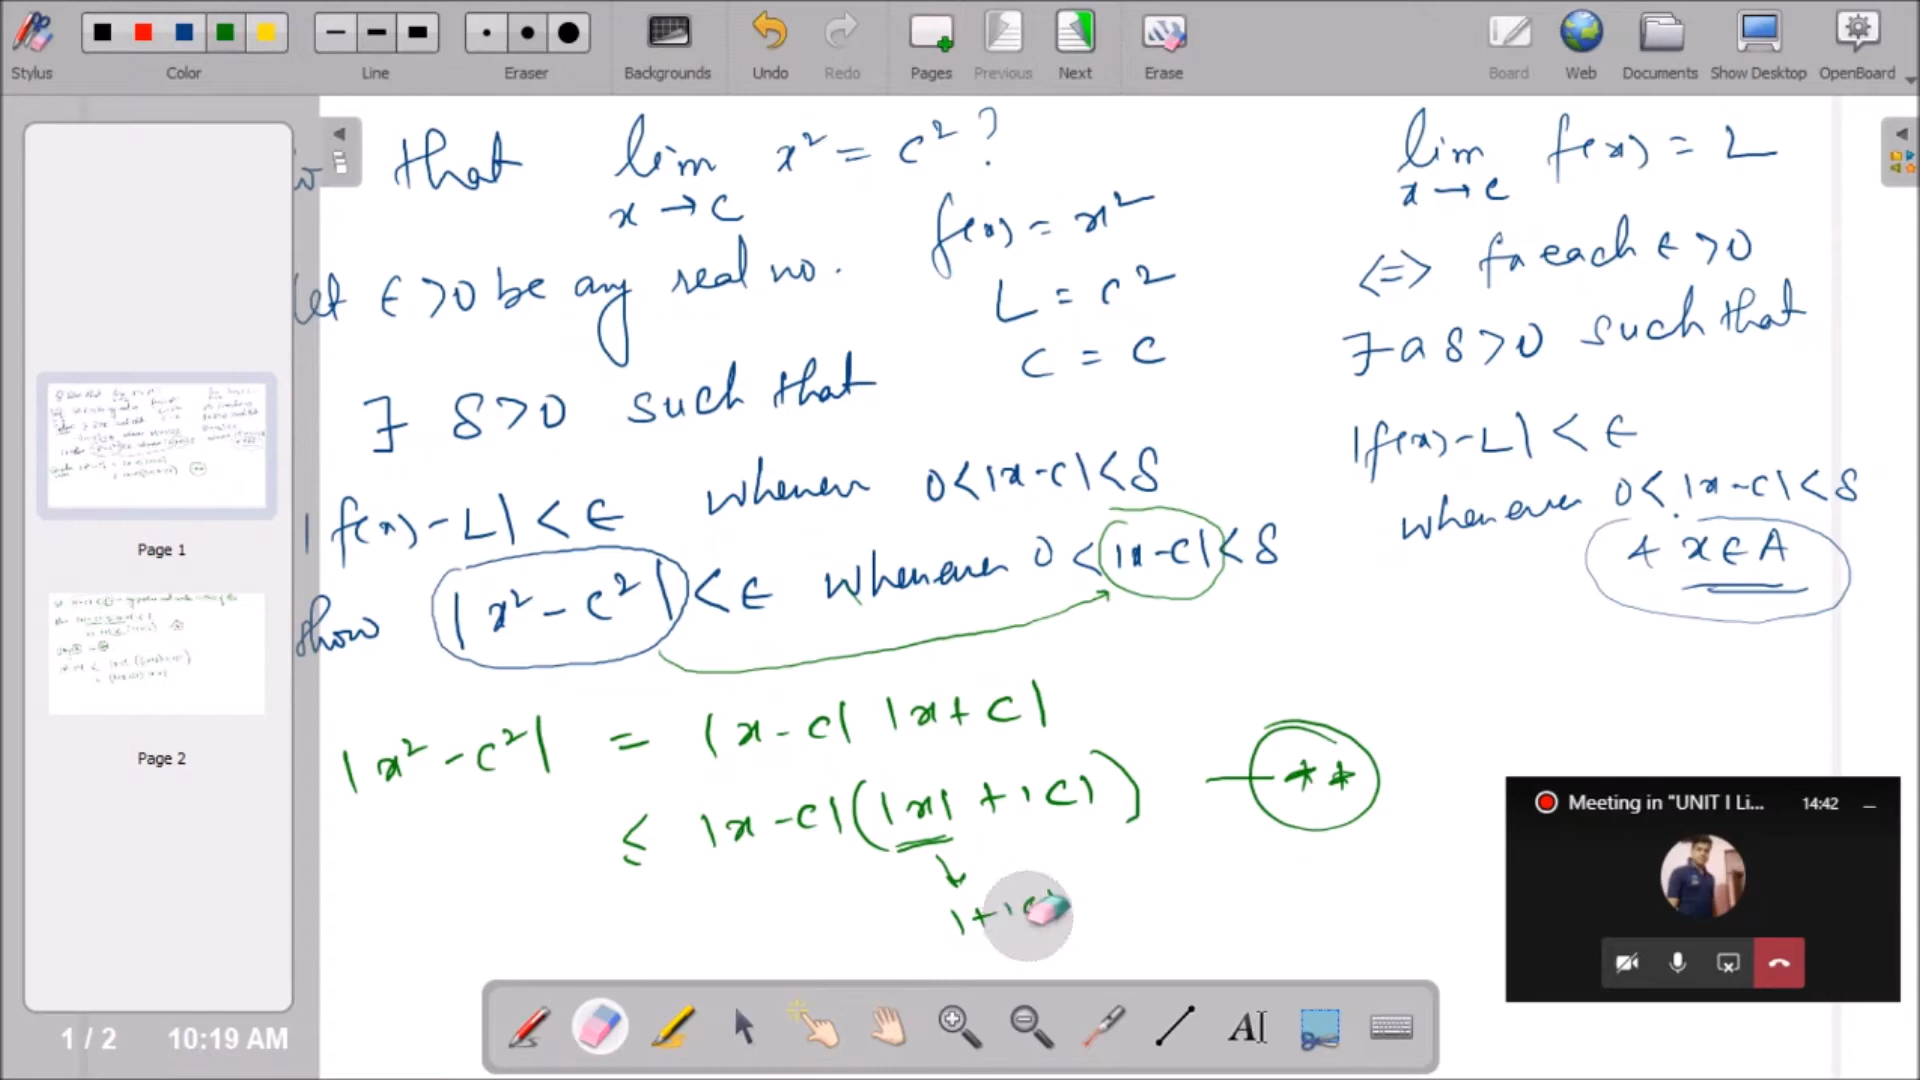 Stylus
Color
Line
Eraser
Backgrounds
Undo
Redo
Pages
Previous
Next
Erase
Board
Web
Documents
Show Desktop
OpenBoard
that lim x² = c² ?
x → c
f(x) = x²
let ϵ > 0 be any real no.
L = c²
c = c
∃ δ > 0 such that
|f(x) - L| < ϵ whenever 0 < |x-c| < δ
show |x² - c²| < ϵ whenever 0 < |x-c| < δ
|x² - c²| = |x - c| |x + c|
≤ |x - c| (|x| + |c|) — **
↓
1 + |c|
lim f(x) = L
x → c
<=> for each ϵ > 0
∃ a δ > 0 such that
|f(x) - L| < ϵ
whenever 0 < |x-c| < δ
& x ∈ A
Page 1
Page 2
1 / 2 10:19 AM
Meeting in "UNIT I Li... 14:42